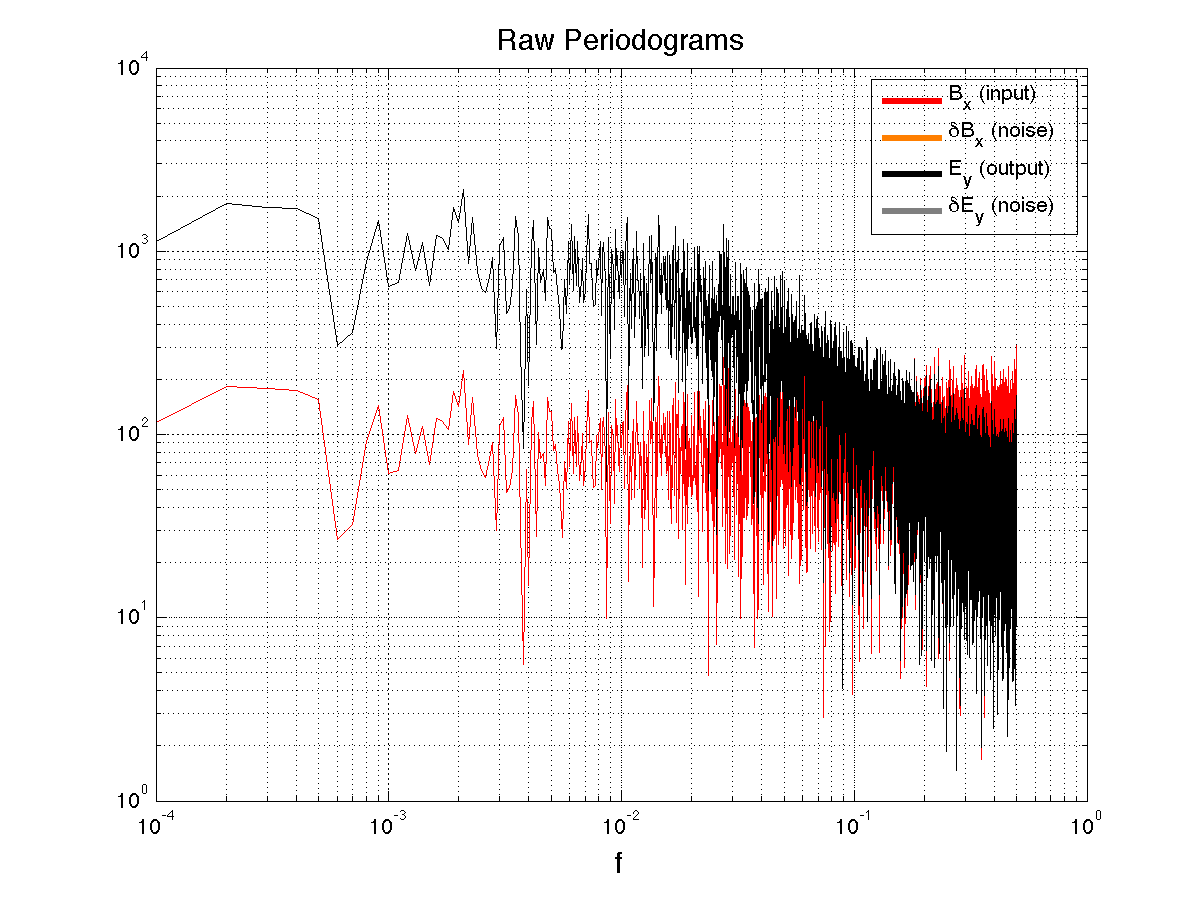 Raw Periodograms
10^4
10^3
10^2
10^1
10^0
B_x (input)
δB_x (noise)
E_y (output)
δE_y (noise)
10^-4 10^-3 10^-2 10^-1 10^0
f